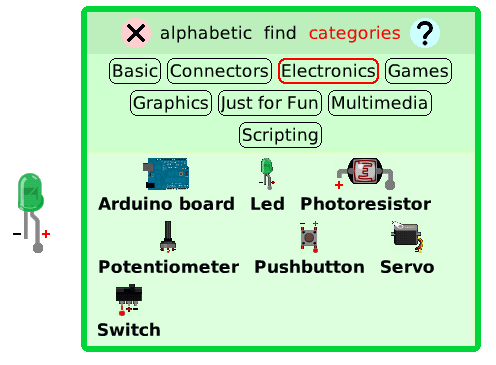 alphabetic find categories ?
Basic Connectors Electronics Games
Graphics Just for Fun Multimedia
Scripting
Arduino board Led Photoresistor
Potentiometer Pushbutton Servo
Switch